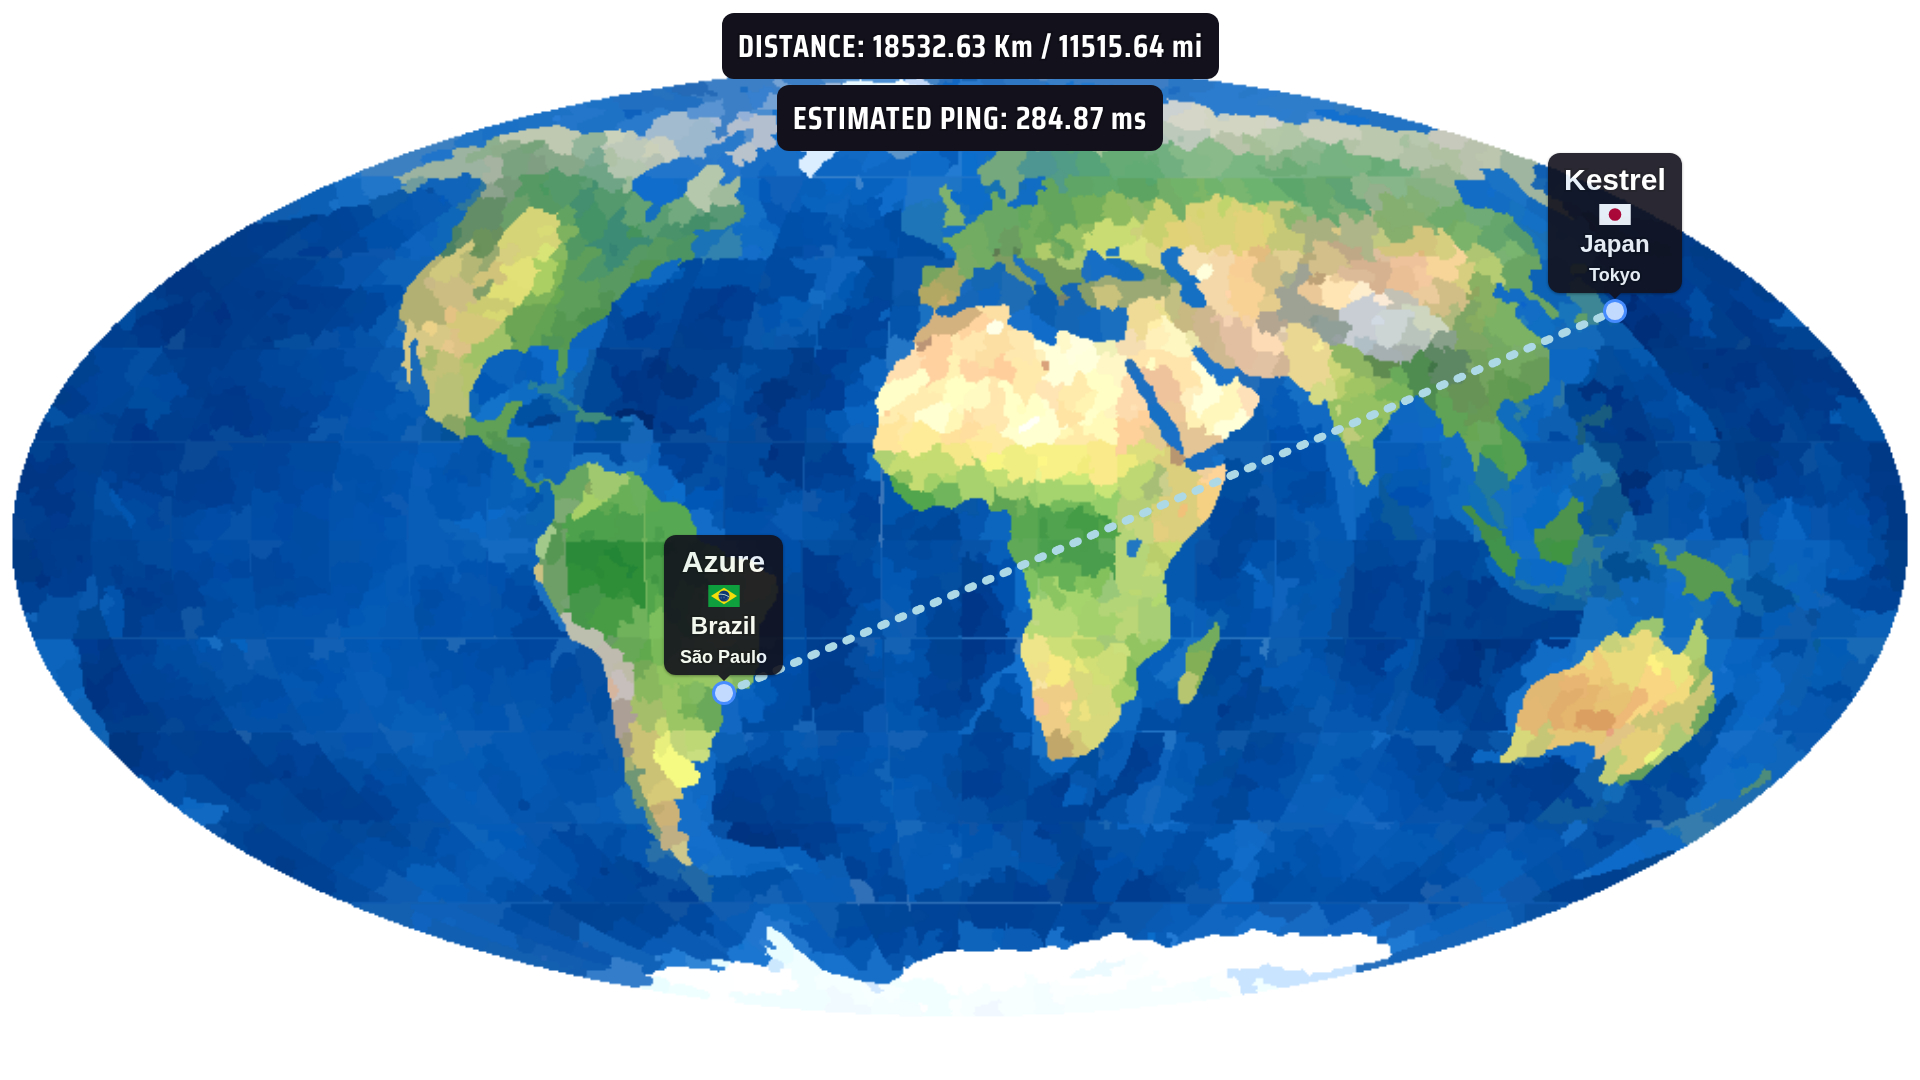 DISTANCE: 18532.63 Km / 11515.64 mi
ESTIMATED PING: 284.87 ms
Kestrel
Japan
Tokyo
Azure
Brazil
São Paulo